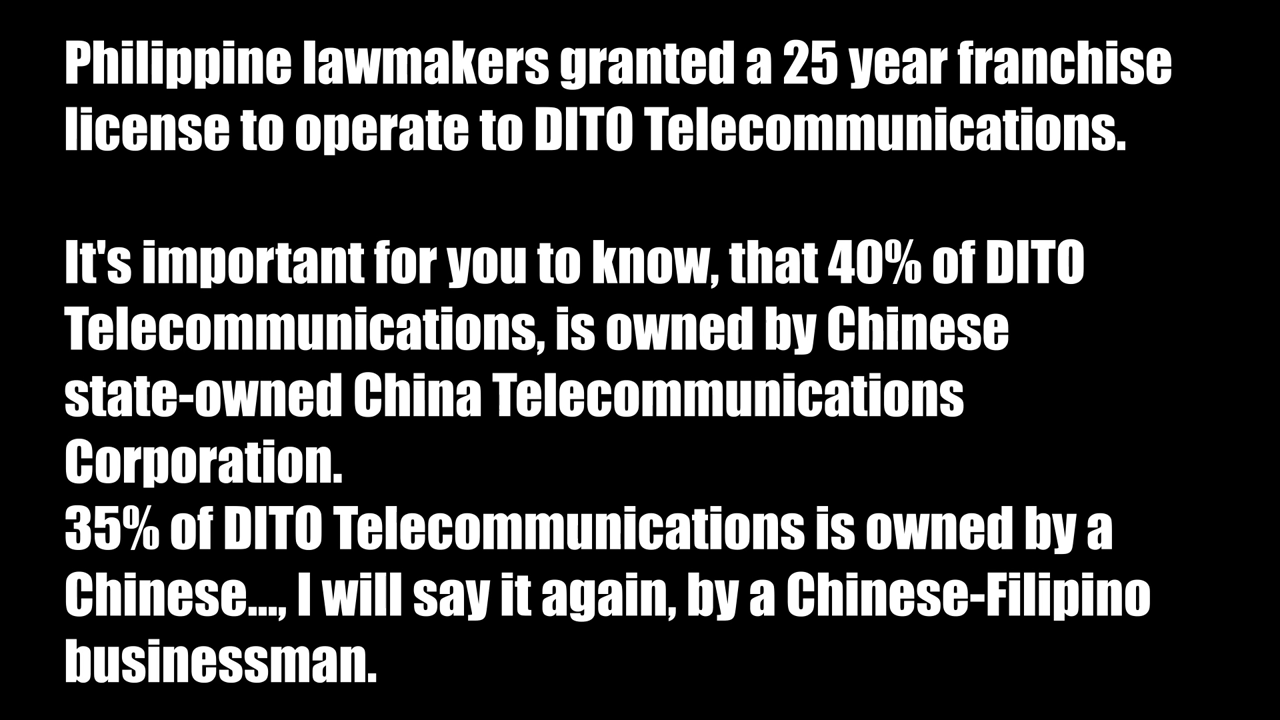 Philippine lawmakers granted a 25 year franchise
license to operate to DITO Telecommunications.
It's important for you to know, that 40% of DITO
Telecommunications, is owned by Chinese
state-owned China Telecommunications
Corporation.
35% of DITO Telecommunications is owned by a
Chinese..., I will say it again, by a Chinese-Filipino
businessman.